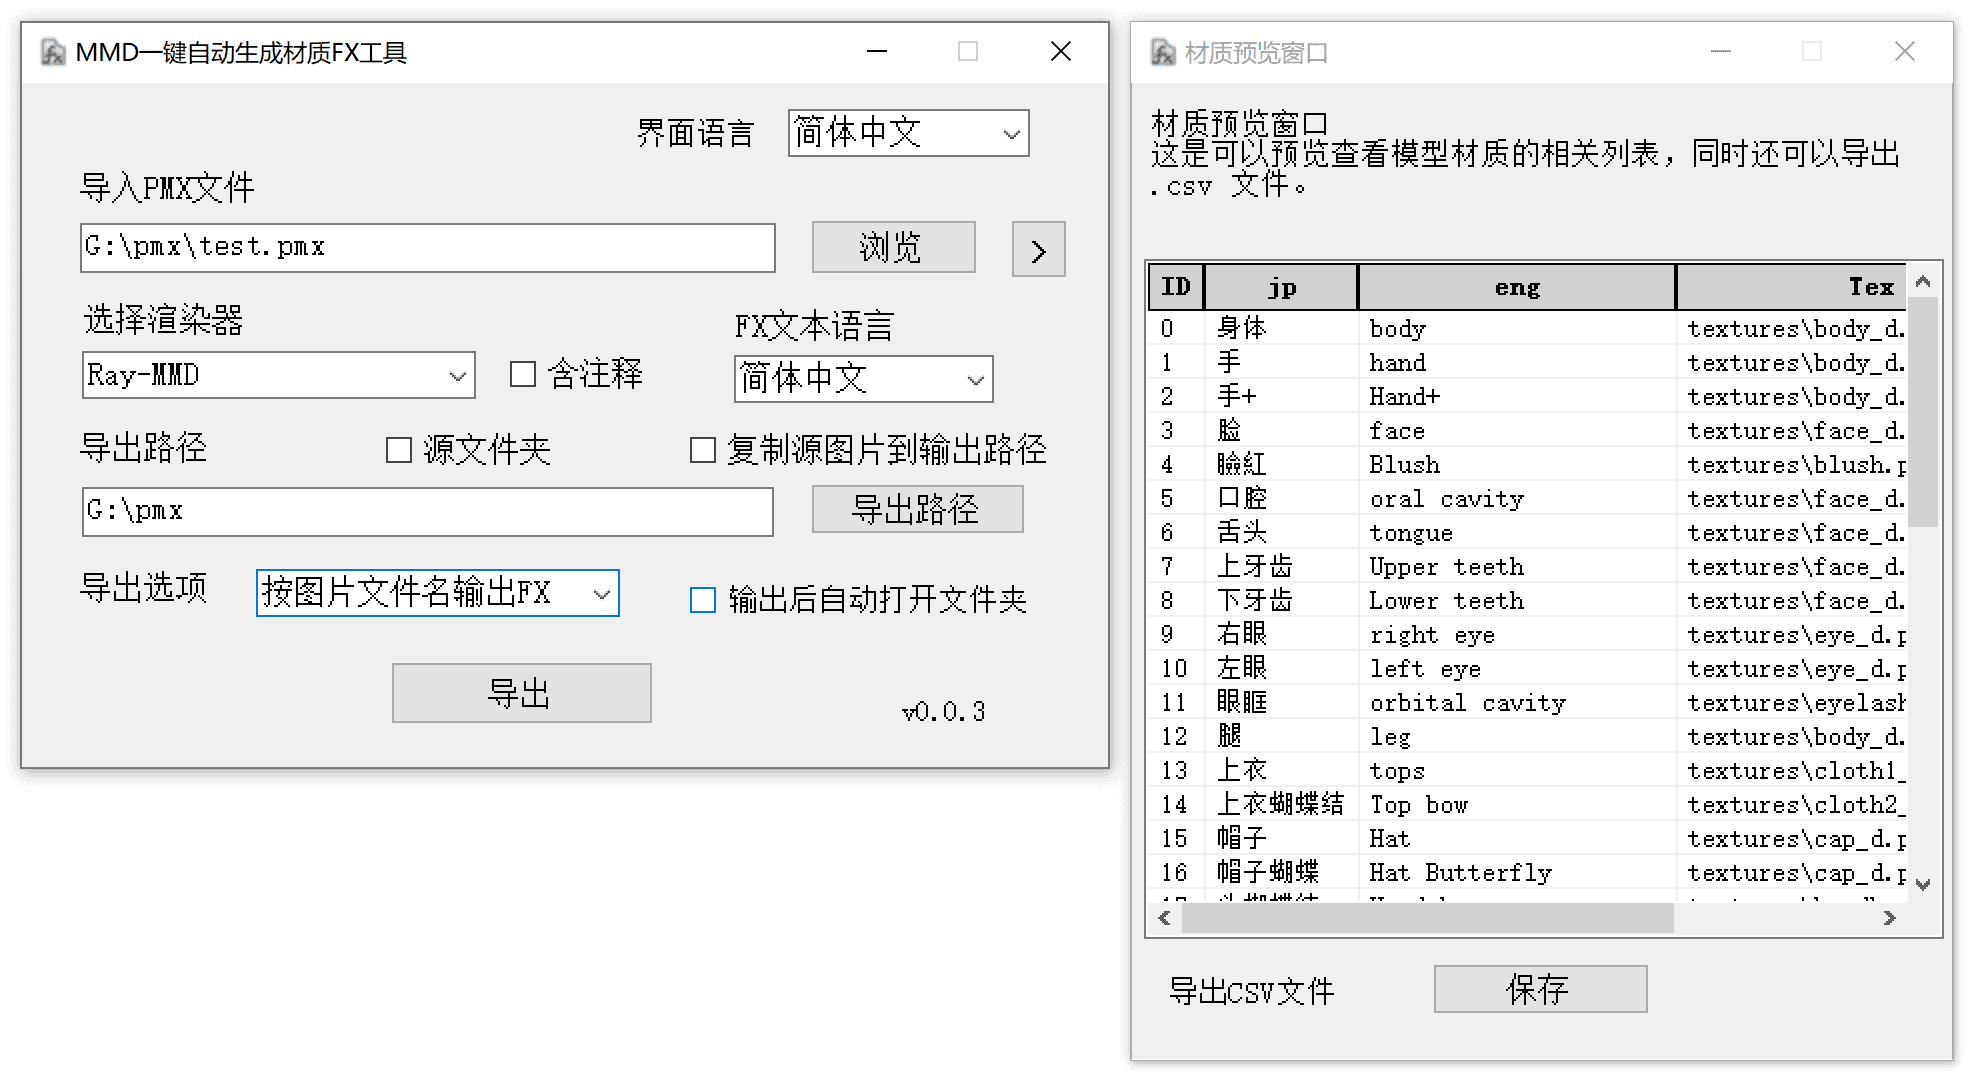 MMD一键自动生成材质FX工具
界面语言 简体中文
导入PMX文件
G:\pmx\test.pmx 浏览 >
选择渲染器
FX文本语言
Ray-MMD 含注释 简体中文
导出路径 源文件夹 复制源图片到输出路径
G:\pmx 导出路径
导出选项 按图片文件名输出FX 输出后自动打开文件夹
导出
v0.0.3
材质预览窗口
材质预览窗口
这是可以预览查看模型材质的相关列表，同时还可以导出
.csv 文件。
ID jp eng Tex
0 身体 body textures\body_d.
1 手 hand textures\body_d.
2 手+ Hand+ textures\body_d.
3 脸 face textures\face_d.
4 臉紅 Blush textures\blush.p
5 口腔 oral cavity textures\face_d.
6 舌头 tongue textures\face_d.
7 上牙齿 Upper teeth textures\face_d.
8 下牙齿 Lower teeth textures\face_d.
9 右眼 right eye textures\eye_d.p
10 左眼 left eye textures\eye_d.p
11 眼眶 orbital cavity textures\eyelash
12 腿 leg textures\body_d.
13 上衣 tops textures\cloth1_
14 上衣蝴蝶结 Top bow textures\cloth2_
15 帽子 Hat textures\cap_d.p
16 帽子蝴蝶 Hat Butterfly textures\cap_d.p
导出CSV文件 保存